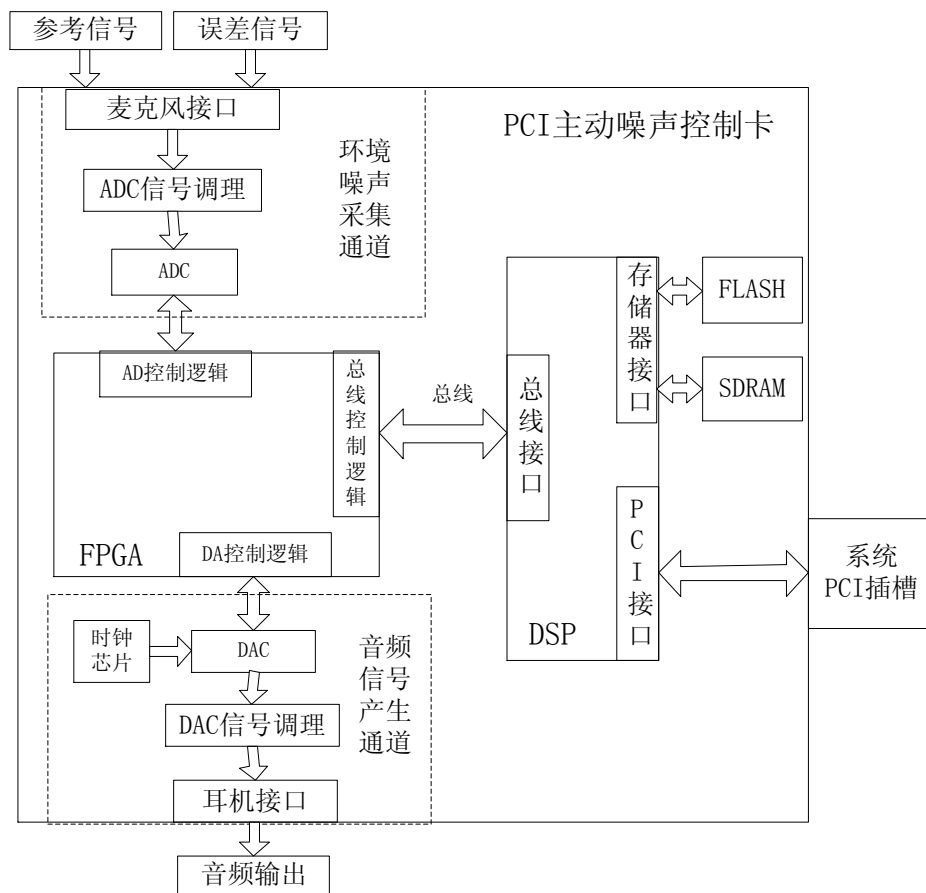 参考信号
误差信号
麦克风接口
PCI主动噪声控制卡
ADC信号调理
环境
噪声
采集
通道
ADC
存储器接口
FLASH
SDRAM
AD控制逻辑
总线控制逻辑
总线
总线接口
FPGA
DA控制逻辑
PCI接口
DSP
系统
PCI插槽
时钟
芯片
DAC
音频
信号
产生
通道
DAC信号调理
耳机接口
音频输出